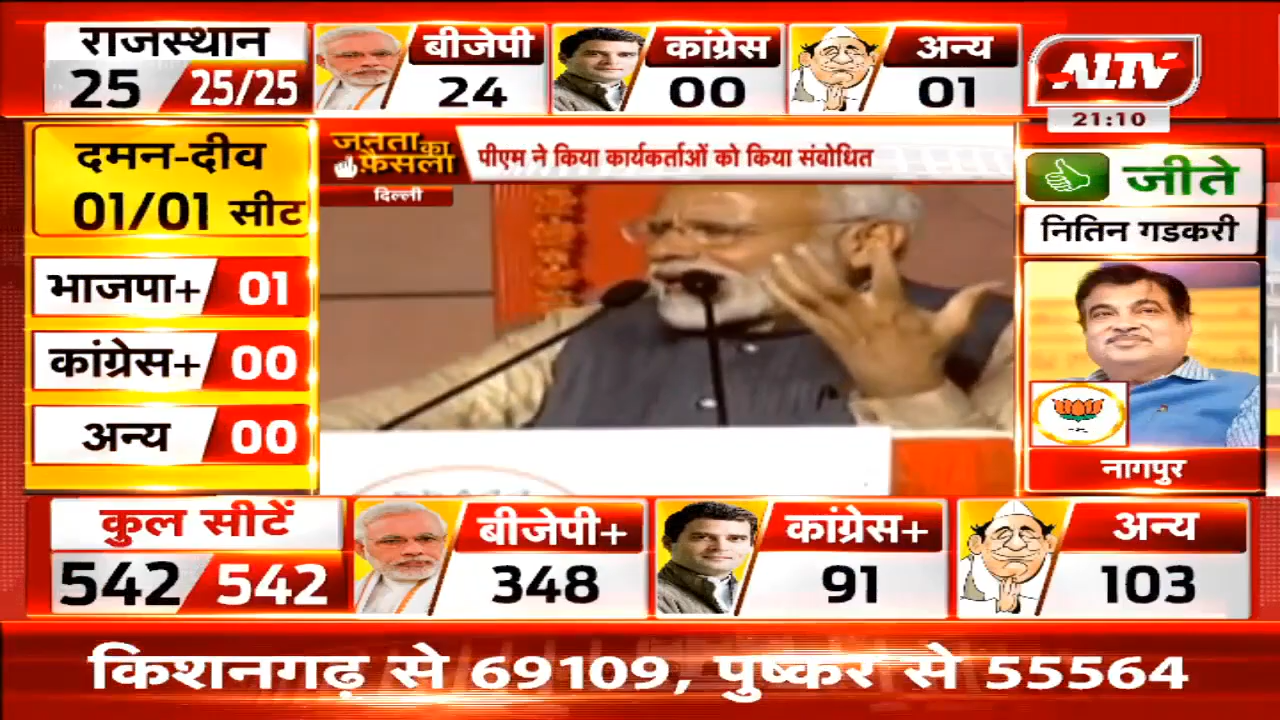 राजस्थान
25 25/25
बीजेपी
24
कांग्रेस
00
अन्य
01
ALTV
21:10
दमन-दीव
01/01 सीट
भाजपा+ 01
कांग्रेस+ 00
अन्य 00
जनता का
फ़ैसला
पीएम ने किया कार्यकर्ताओं को किया संबोधित
दिल्ली
जीते
नितिन गडकरी
नागपुर
कुल सीटें
542 542
बीजेपी+
348
कांग्रेस+
91
अन्य
103
किशनगढ़ से 69109, पुष्कर से 55564